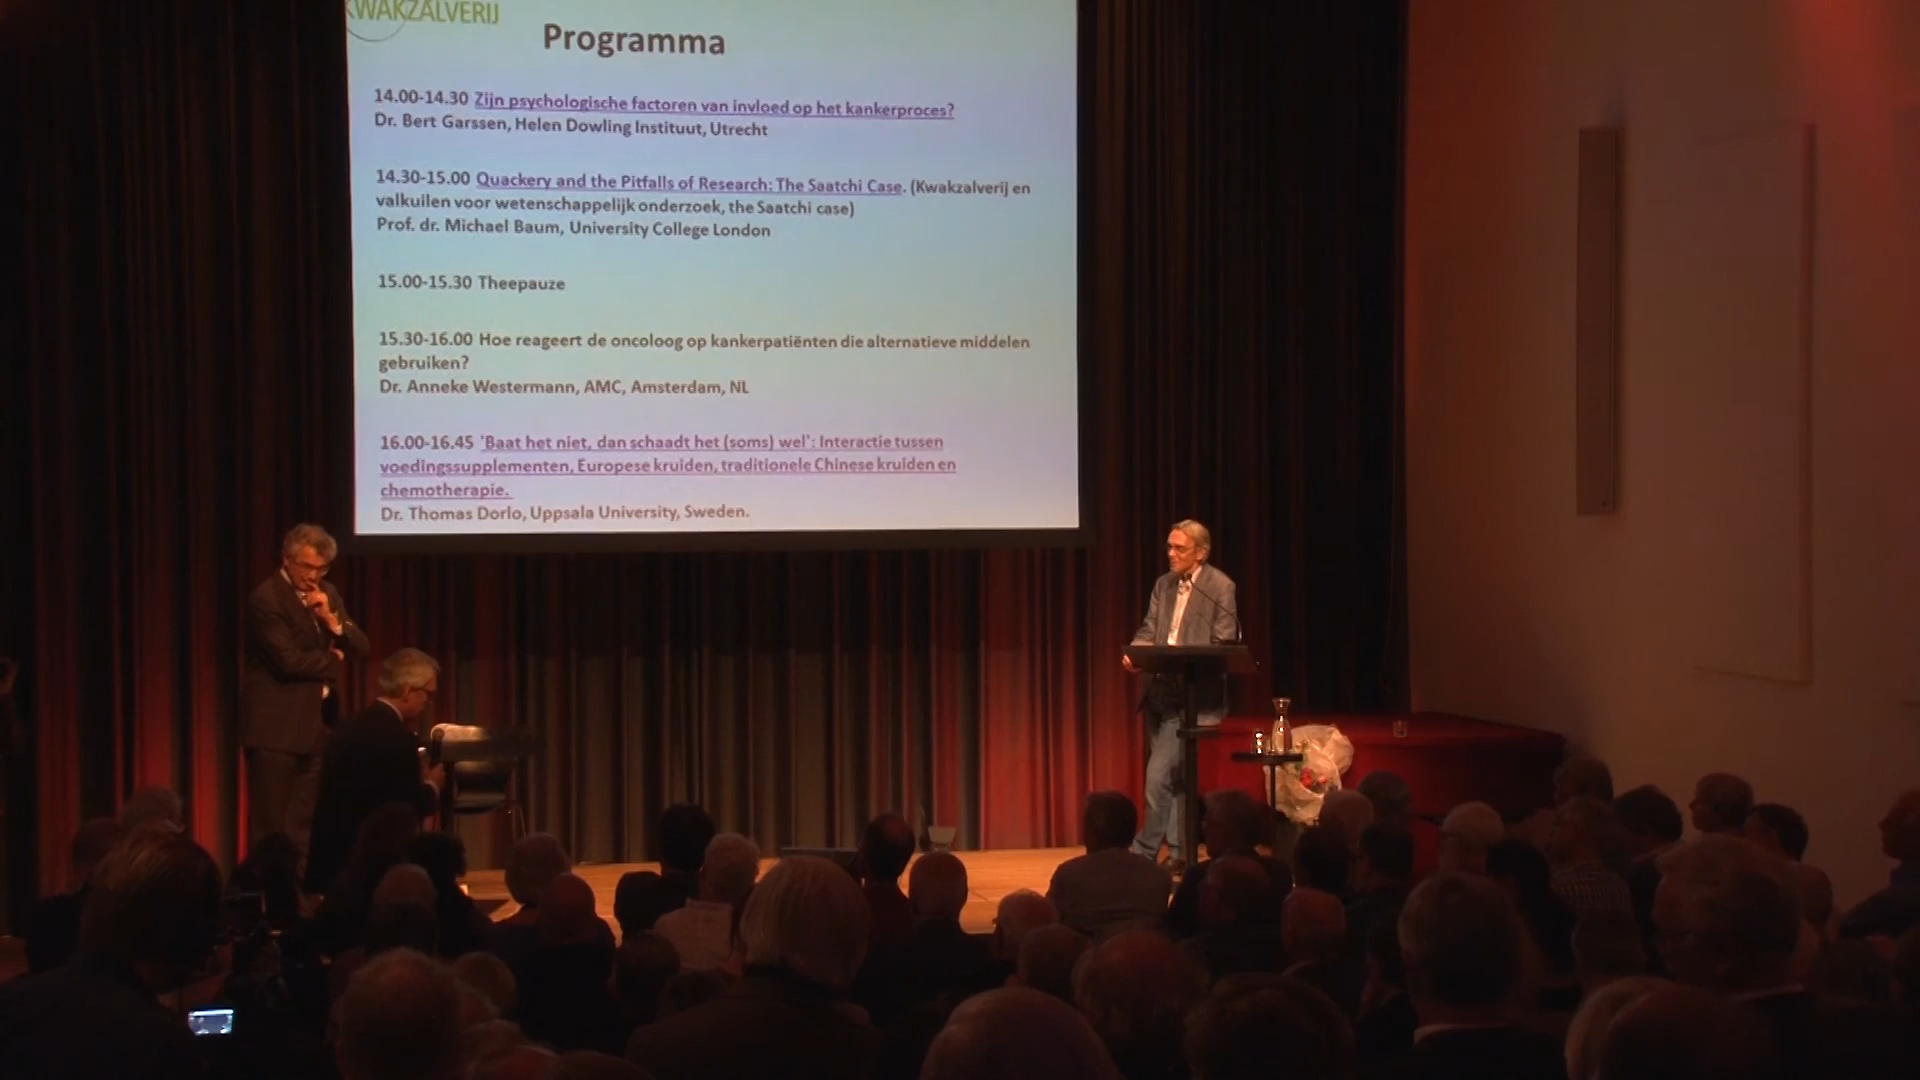 KWAKZALVERIJ
Programma
14.00-14.30 Zijn psychologische factoren van invloed op het kankerproces?
Dr. Bert Garssen, Helen Dowling Instituut, Utrecht
14.30-15.00 Quackery and the Pitfalls of Research: The Saatchi Case. (Kwakzalverij en
valkuilen voor wetenschappelijk onderzoek, the Saatchi case)
Prof. dr. Michael Baum, University College London
15.00-15.30 Theepauze
15.30-16.00 Hoe reageert de oncoloog op kankerpatiënten die alternatieve middelen
gebruiken?
Dr. Anneke Westermann, AMC, Amsterdam, NL
16.00-16.45 'Baat het niet, dan schaadt het (soms) wel': Interactie tussen
voedingssupplementen, Europese kruiden, traditionele Chinese kruiden en
chemotherapie.
Dr. Thomas Dorlo, Uppsala University, Sweden.